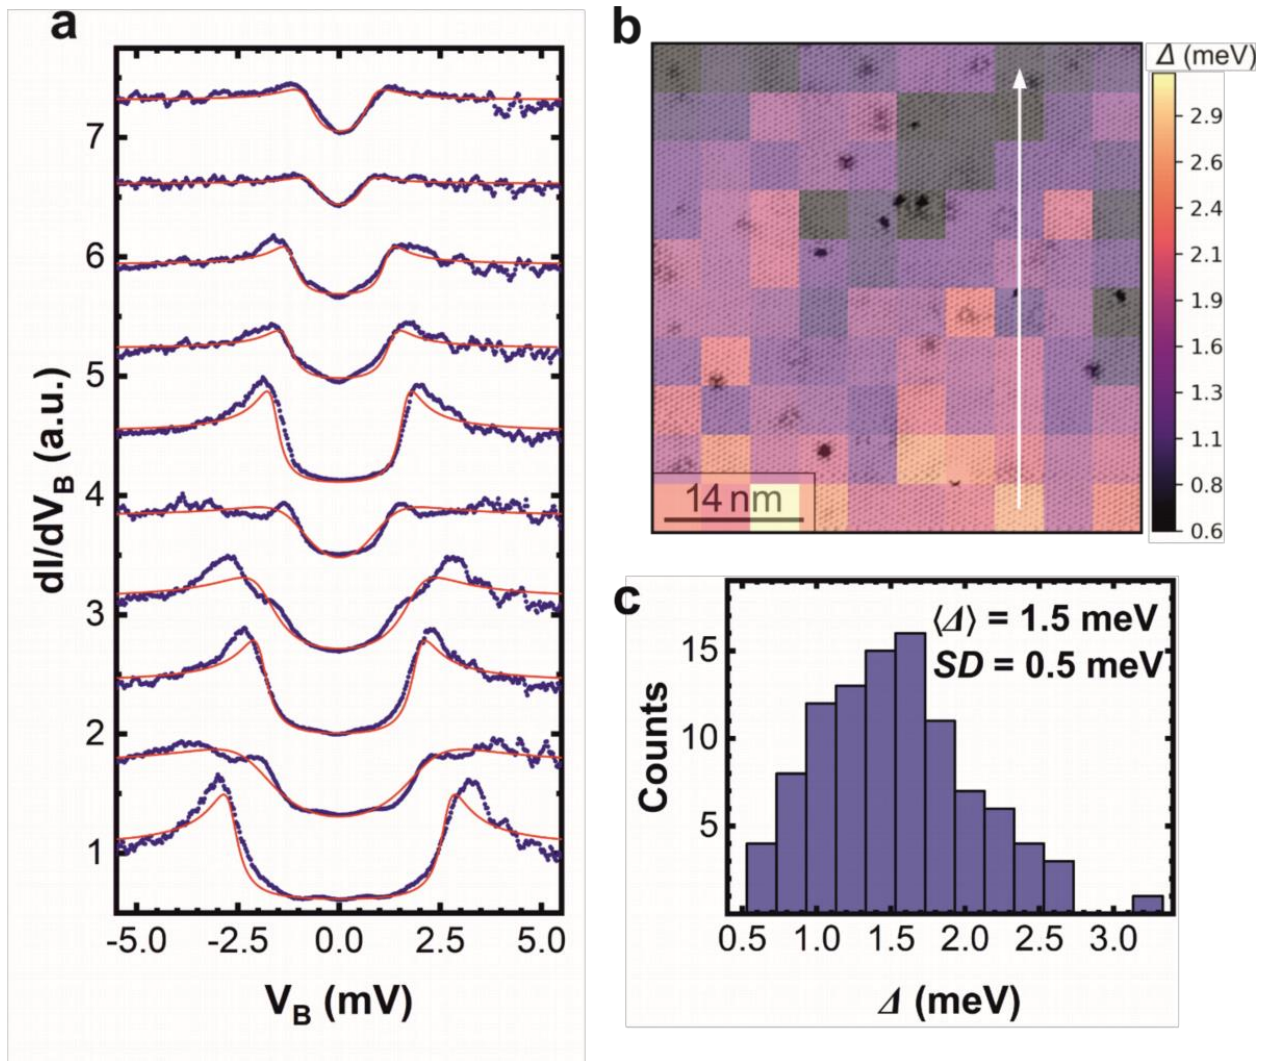 a
7
6
5
4
3
2
1
dI/dV_B (a.u.)
-5.0 -2.5 0.0 2.5 5.0
V_B (mV)
b
14 nm
Δ (meV)
2.9
2.6
2.4
2.1
1.9
1.6
1.3
1.1
0.8
0.6
c
⟨Δ⟩ = 1.5 meV
SD = 0.5 meV
15
10
5
Counts
0.5 1.0 1.5 2.0 2.5 3.0
Δ (meV)